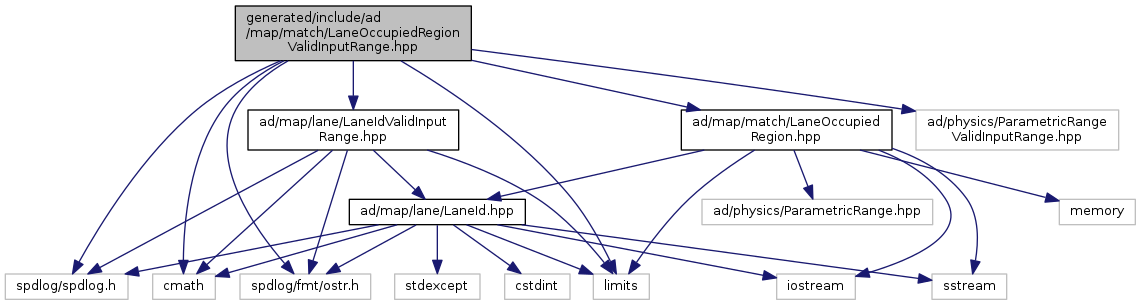 generated/include/ad
/map/match/LaneOccupiedRegion
ValidInputRange.hpp
ad/map/lane/LaneIdValidInput
Range.hpp
ad/map/match/LaneOccupied
Region.hpp
ad/physics/ParametricRange
ValidInputRange.hpp
ad/map/lane/LaneId.hpp
ad/physics/ParametricRange.hpp
memory
spdlog/spdlog.h
cmath
spdlog/fmt/ostr.h
stdexcept
cstdint
limits
iostream
sstream